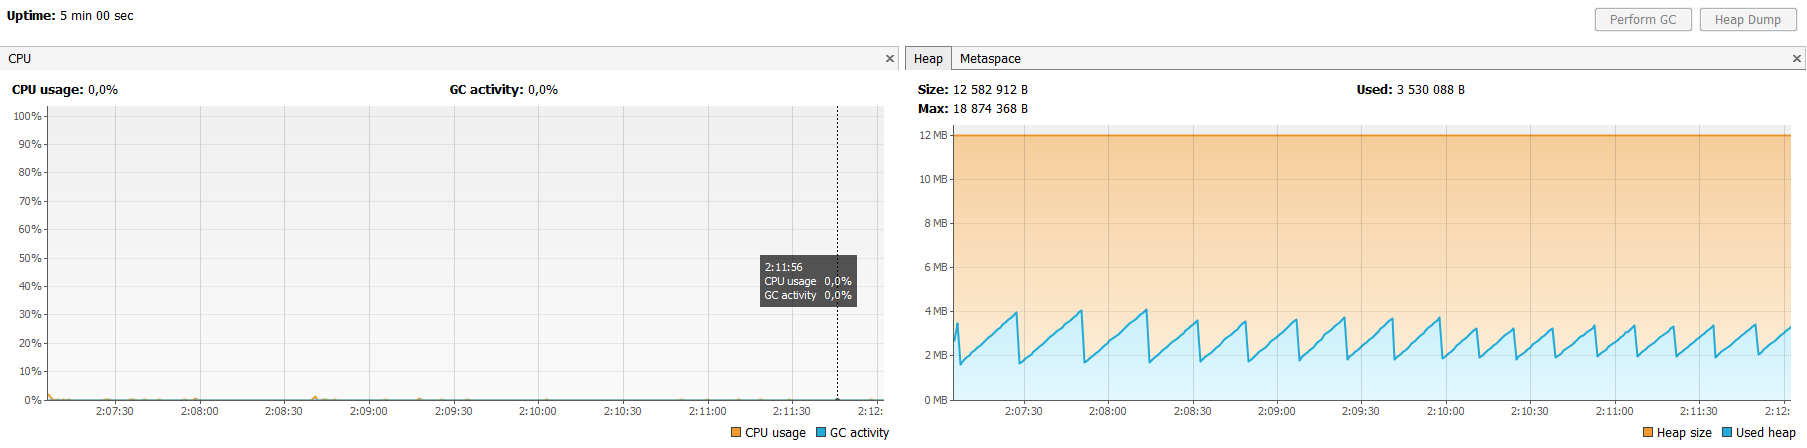 Uptime: 5 min 00 sec
Perform GC
Heap Dump
CPU
CPU usage: 0,0%
GC activity: 0,0%
100%
90%
80%
70%
60%
50%
40%
30%
20%
10%
0%
2:11:56
CPU usage 0,0%
GC activity 0,0%
2:07:30 2:08:00 2:08:30 2:09:00 2:09:30 2:10:00 2:10:30 2:11:00 2:11:30 2:12:
CPU usage GC activity
Heap Metaspace
Size: 12 582 912 B
Used: 3 530 088 B
Max: 18 874 368 B
12 MB
10 MB
8 MB
6 MB
4 MB
2 MB
0 MB
2:07:30 2:08:00 2:08:30 2:09:00 2:09:30 2:10:00 2:10:30 2:11:00 2:11:30 2:12:
Heap size Used heap